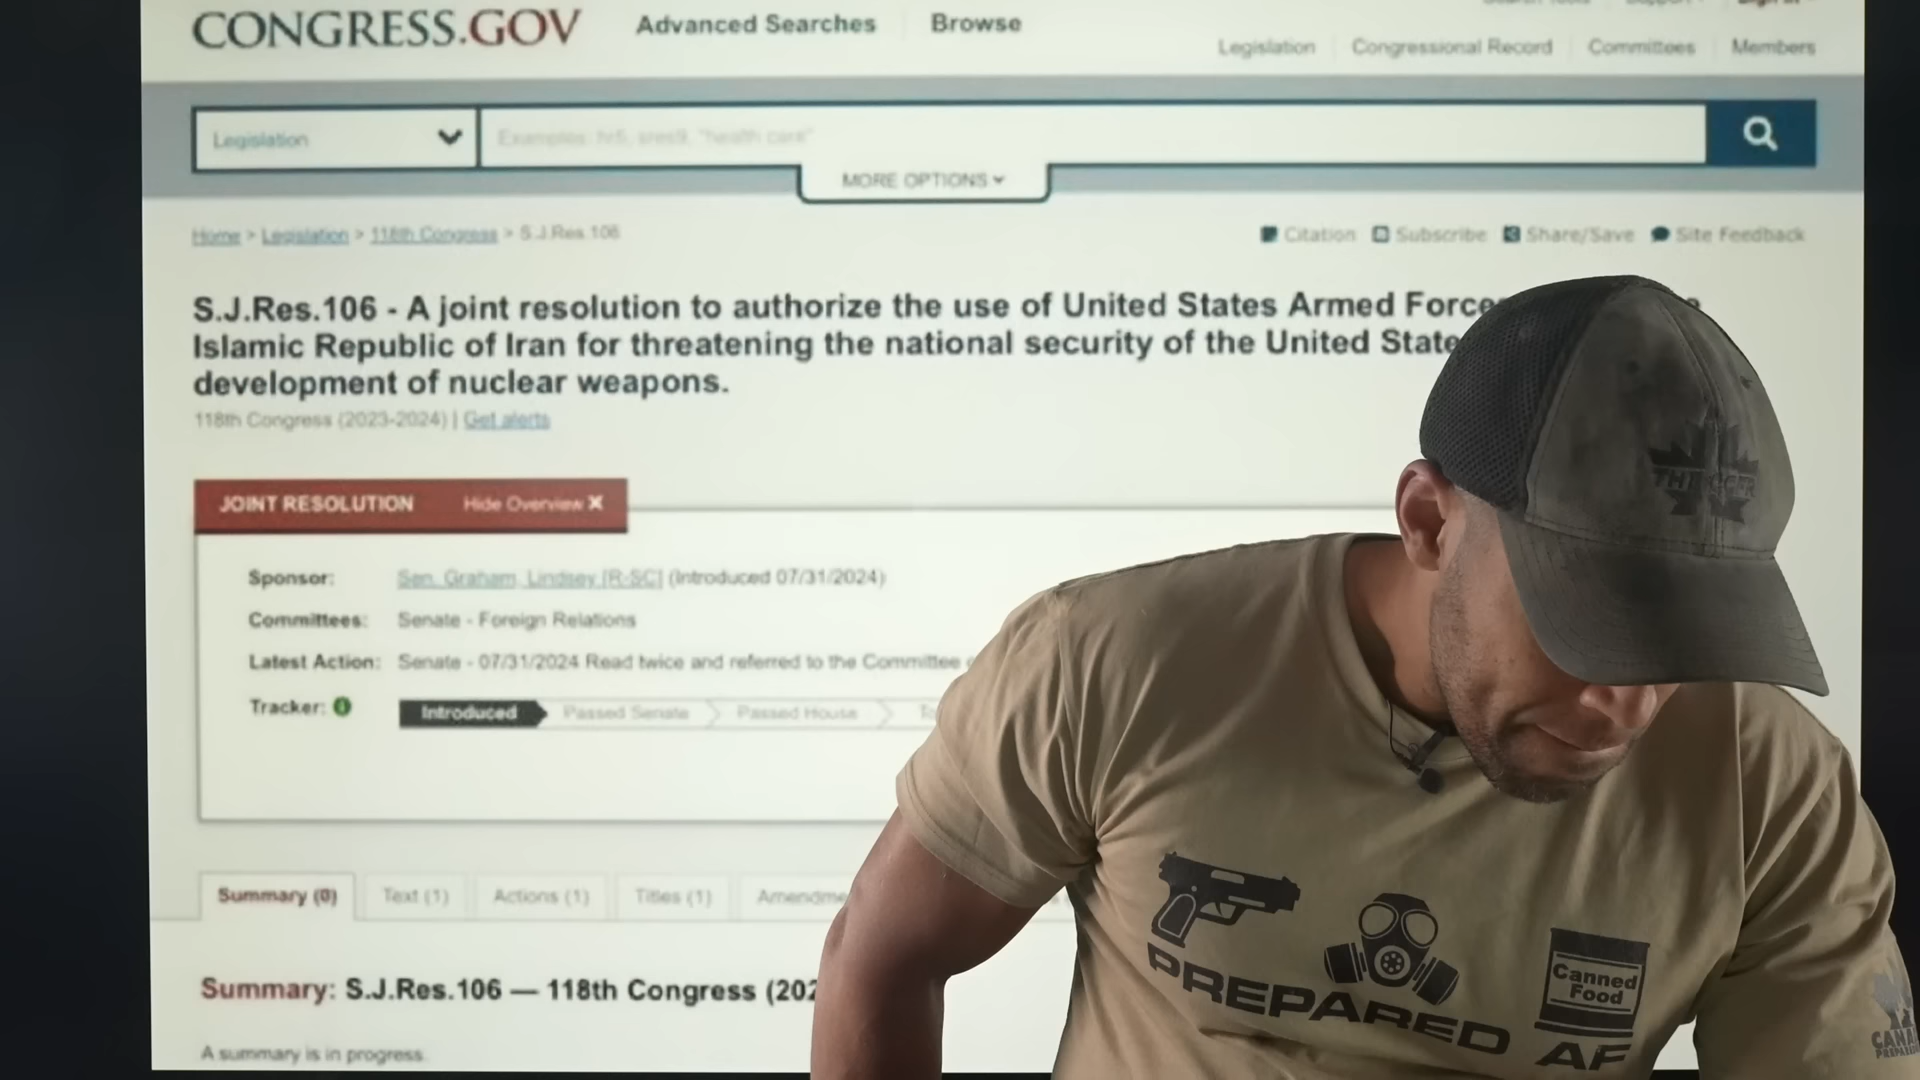 CONGRESS.GOV
Advanced Searches
Browse
Legislation
Congressional Record
Committees
Members
Legislation
Examples: hr5, sres9, "health care"
MORE OPTIONS
Home > Legislation > 118th Congress > S.J.Res.106
Citation
Subscribe
Share/Save
Site Feedback
S.J.Res.106 - A joint resolution to authorize the use of United States Armed
Islamic Republic of Iran for threatening the national security of the United
development of nuclear weapons.
118th Congress (2023-2024) | Get alerts
JOINT RESOLUTION
Hide Overview X
Sponsor: Sen. Graham, Lindsey [R-SC] (Introduced 07/31/2024)
Committees: Senate - Foreign Relations
Latest Action: Senate - 07/31/2024 Read twice and referred to the Committee
Tracker:
Introduced
Passed Senate
Passed House
Summary (0)
Text (1)
Actions (1)
Titles (1)
Summary: S.J.Res.106 — 118th Congress
A summary is in progress.
PREPARED AF
Canned
Food